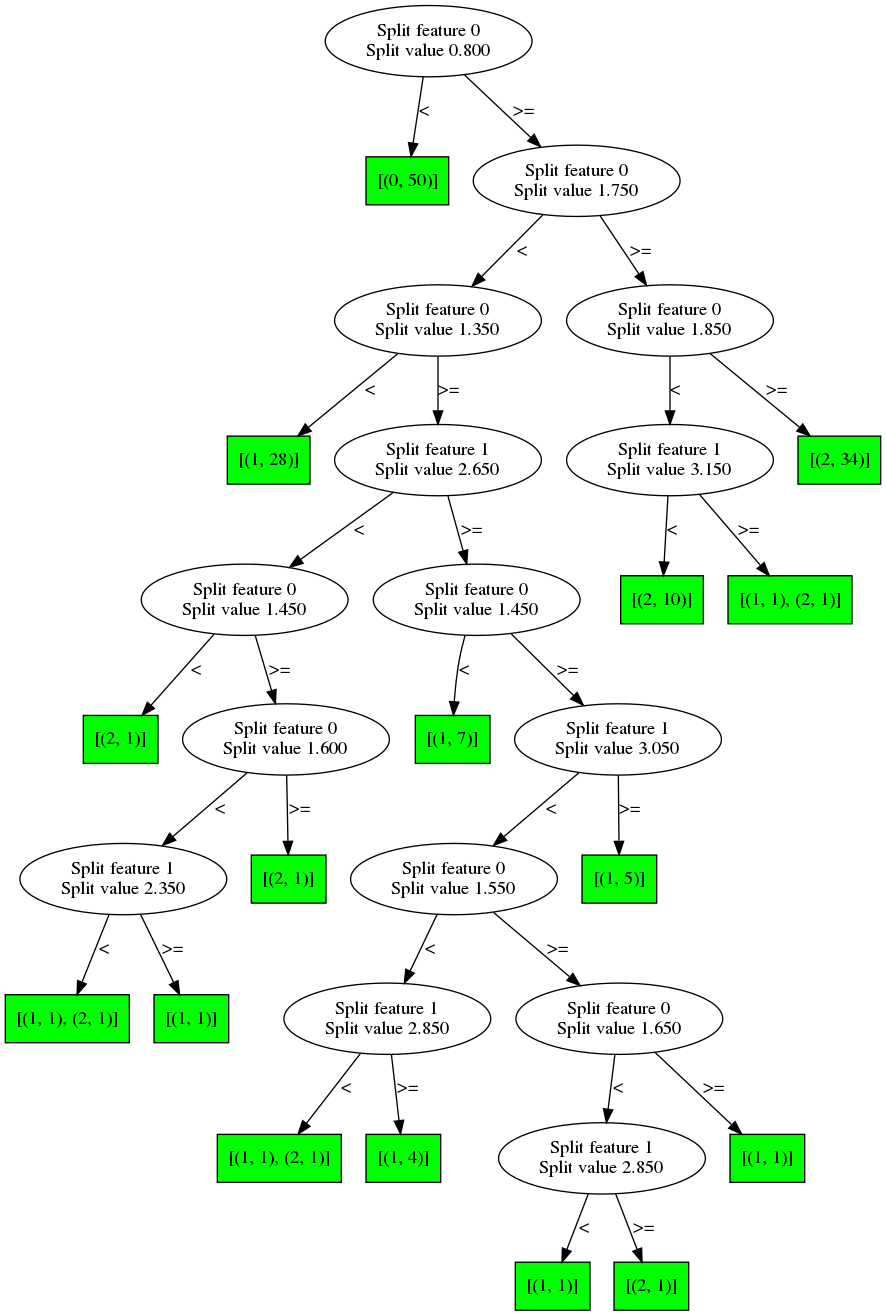 Split feature 0
Split value 0.800
<
>=
[(0, 50)]
Split feature 0
Split value 1.750
<
>=
Split feature 0
Split value 1.350
Split feature 0
Split value 1.850
<
>=
<
>=
[(1, 28)]
Split feature 1
Split value 2.650
Split feature 1
Split value 3.150
[(2, 34)]
<
>=
<
>=
Split feature 0
Split value 1.450
Split feature 0
Split value 1.450
[(2, 10)]
[(1, 1), (2, 1)]
<
>=
<
>=
[(2, 1)]
Split feature 0
Split value 1.600
[(1, 7)]
Split feature 1
Split value 3.050
<
>=
<
>=
Split feature 1
Split value 2.350
[(2, 1)]
Split feature 0
Split value 1.550
[(1, 5)]
<
>=
<
>=
[(1, 1), (2, 1)]
[(1, 1)]
Split feature 1
Split value 2.850
Split feature 0
Split value 1.650
<
>=
<
>=
[(1, 1), (2, 1)]
[(1, 4)]
Split feature 1
Split value 2.850
[(1, 1)]
<
>=
[(1, 1)]
[(2, 1)]